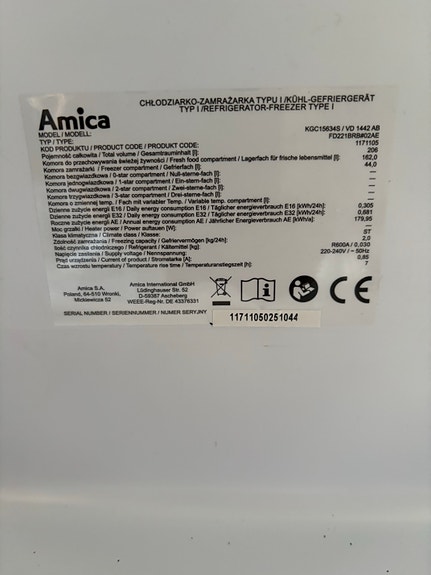 Amica
CHŁODZIARKO-ZAMRAŻARKA TYPU I /KÜHL-GEFRIERGERÄT
TYP I /REFRIGERATOR-FREEZER TYPE I
MODEL / MODELL: KGC15634S / VD 1442 AB
TYP / TYPE: FD221BRB#02AE
KOD PRODUKTU / PRODUCT CODE / PRODUKT CODE: 1171105
Pojemność całkowita / Total volume / Gesamtrauminhalt [l]: 206
Komora do przechowywania świeżej żywności / Fresh food compartment / Lagerfach für frische lebensmittel [l]: 162,0
Komora zamrażarki / Freezer compartment / Gefrierfach [l]: 44,0
Komora bezgwiazdkowa / 0-star compartment / Null-sterne-fach [l]: —
Komora jednogwiazdkowa / 1-star compartment / Ein-stern-fach [l]: —
Komora dwugwiazdkowa / 2-star compartment / Zwei-sterne-fach [l]: —
Komora trzygwiazdkowa / 3-star compartment / Drei-sterne-fach [l]: —
Komora o zmiennej temp. / Fach mit variabler Temp. / Variable temp. compartment [l]: —
Dzienne zużycie energii E16 / Daily energy consumption E16 / Täglicher energieverbrauch E16 [kWh/24h]: 0,305
Dzienne zużycie energii E32 / Daily energy consumption E32 / Täglicher energieverbrauch E32 [kWh/24h]: 0,681
Roczne zużycie energii AE / Annual energy consumption AE / Jährlicher Energieverbrauch AE [kWh/a]: 179,95
Moc grzałki / Heater power / Power auftauen [W]: —
Klasa klimatyczna / Climate class / Klasse: ST
Zdolność zamrażania / Freezing capacity / Gefriervermögen [kg/24h]: 2,0
Ilość czynnika chłodniczego / Refrigerant / Kältemittel [kg]: R600A / 0,030
Napięcie zasilania / Supply voltage / Nennspannung: 220-240V / ~ 50Hz
Prąd urządzenia / Current of product / Stromstärke [A]: 0,85
Czas wzrostu temperatury / Temperature rise time / Temperaturanstiegszeit [h]: 7
Amica S.A.
Poland, 64-510 Wronki,
Mickiewicza 52
Amica International GmbH
Lüdinghauser Str. 52
D-59387 Ascheberg
WEEE-Reg-Nr. DE 43376331
CE
SERIAL NUMBER / SERIENNUMMER / NUMER SERYJNY
11711050251044